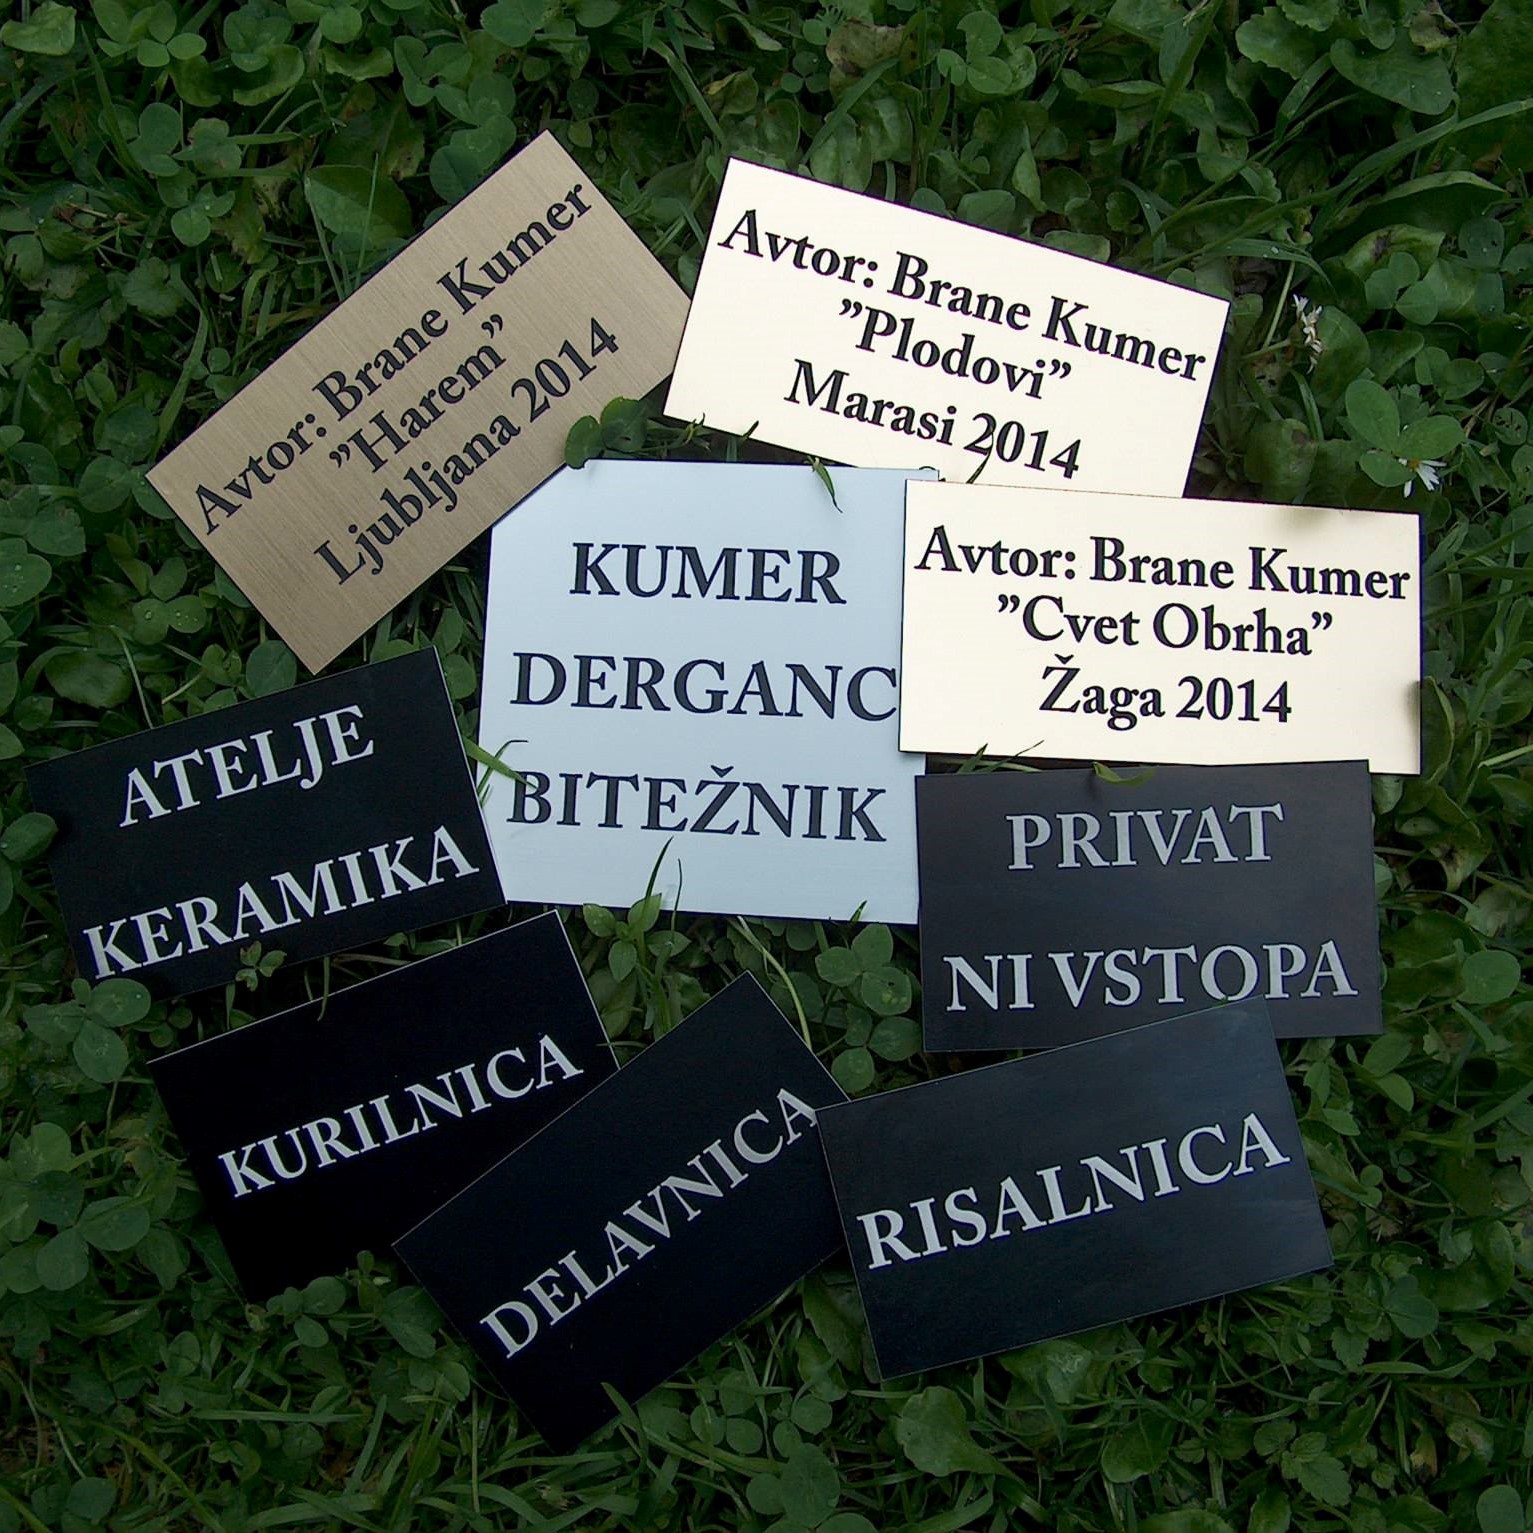 Avtor: Brane Kumer
”Harem”
Ljubljana 2014
Avtor: Brane Kumer
”Plodovi”
Marasi 2014
KUMER
DERGANC
BITEŽNIK
Avtor: Brane Kumer
”Cvet Obrha”
Žaga 2014
ATELJE
KERAMIKA
PRIVAT
NI VSTOPA
KURILNICA
DELAVNICA
RISALNICA